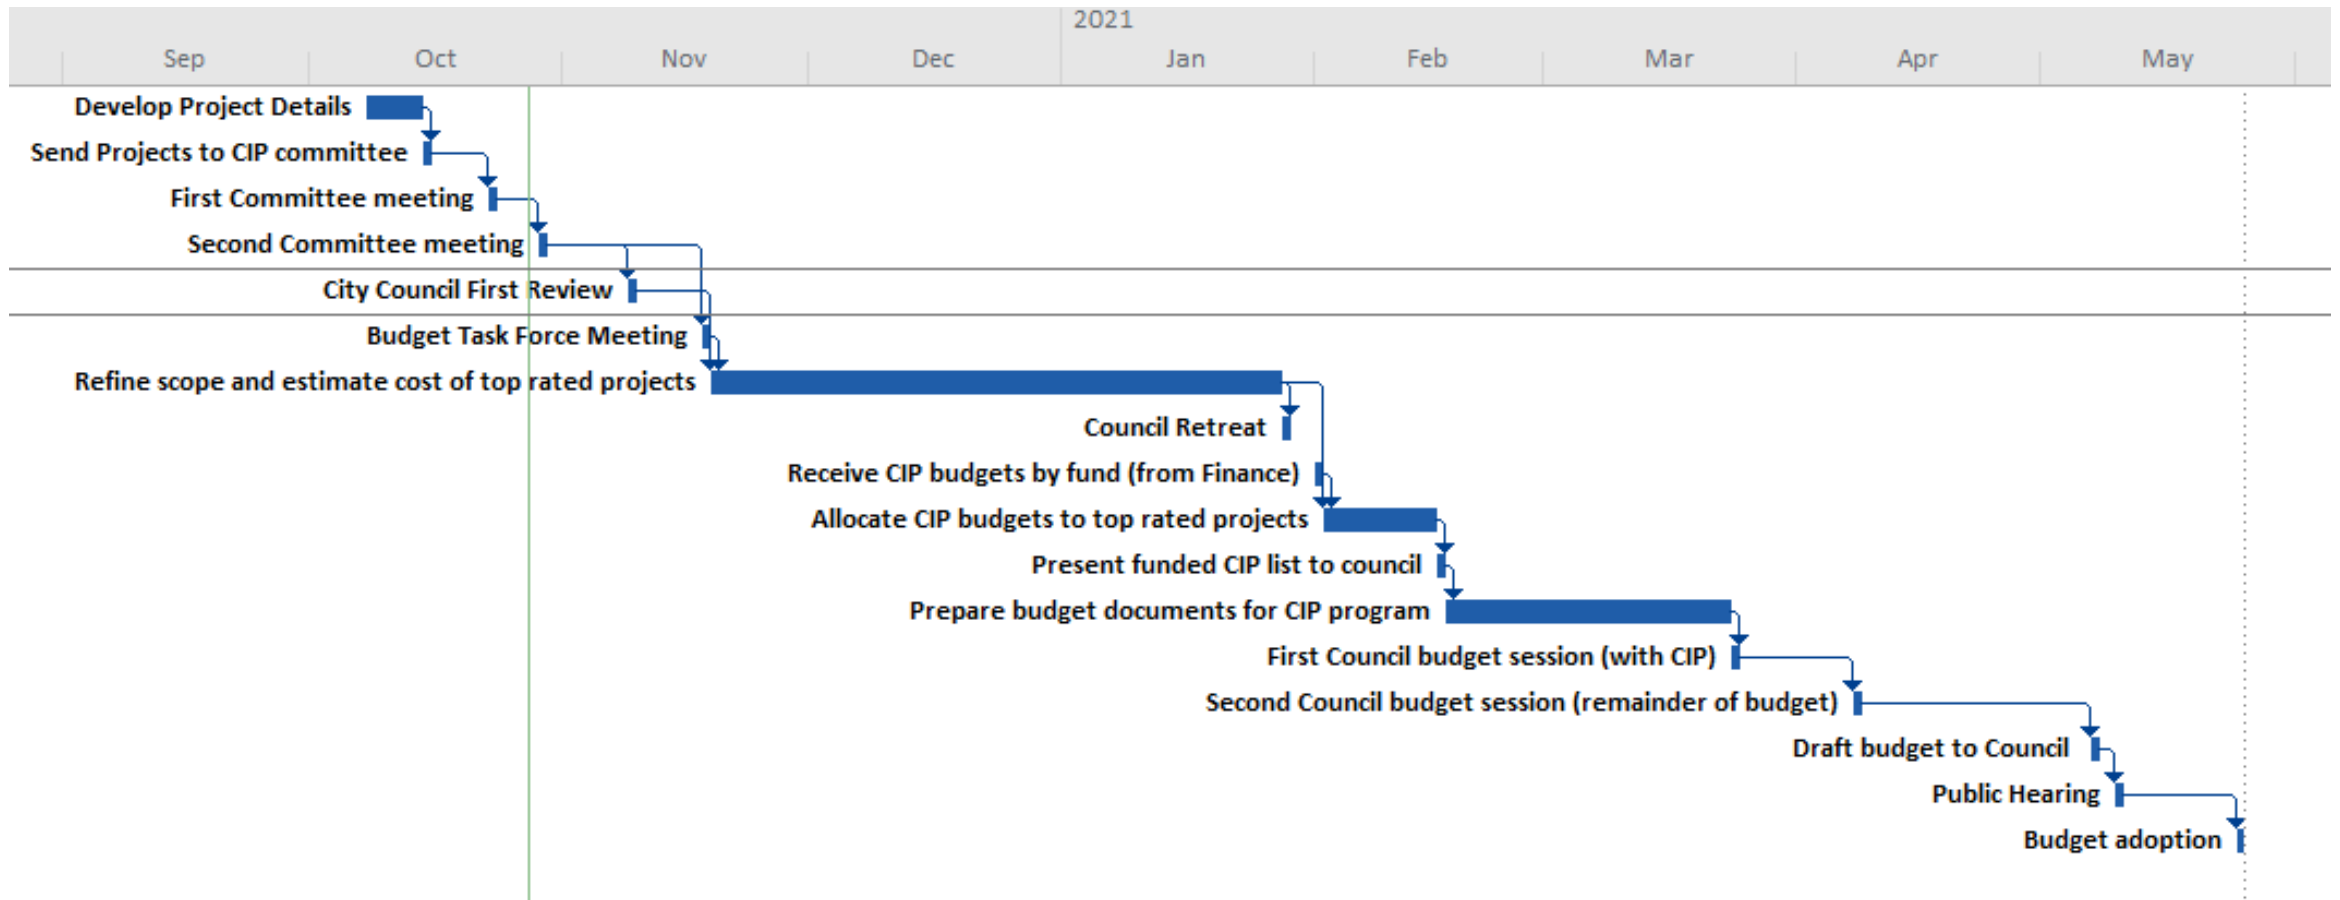 2021
Sep Oct Nov Dec Jan Feb Mar Apr May
Develop Project Details
Send Projects to CIP committee
First Committee meeting
Second Committee meeting
City Council First Review
Budget Task Force Meeting
Refine scope and estimate cost of top rated projects
Council Retreat
Receive CIP budgets by fund (from Finance)
Allocate CIP budgets to top rated projects
Present funded CIP list to council
Prepare budget documents for CIP program
First Council budget session (with CIP)
Second Council budget session (remainder of budget)
Draft budget to Council
Public Hearing
Budget adoption